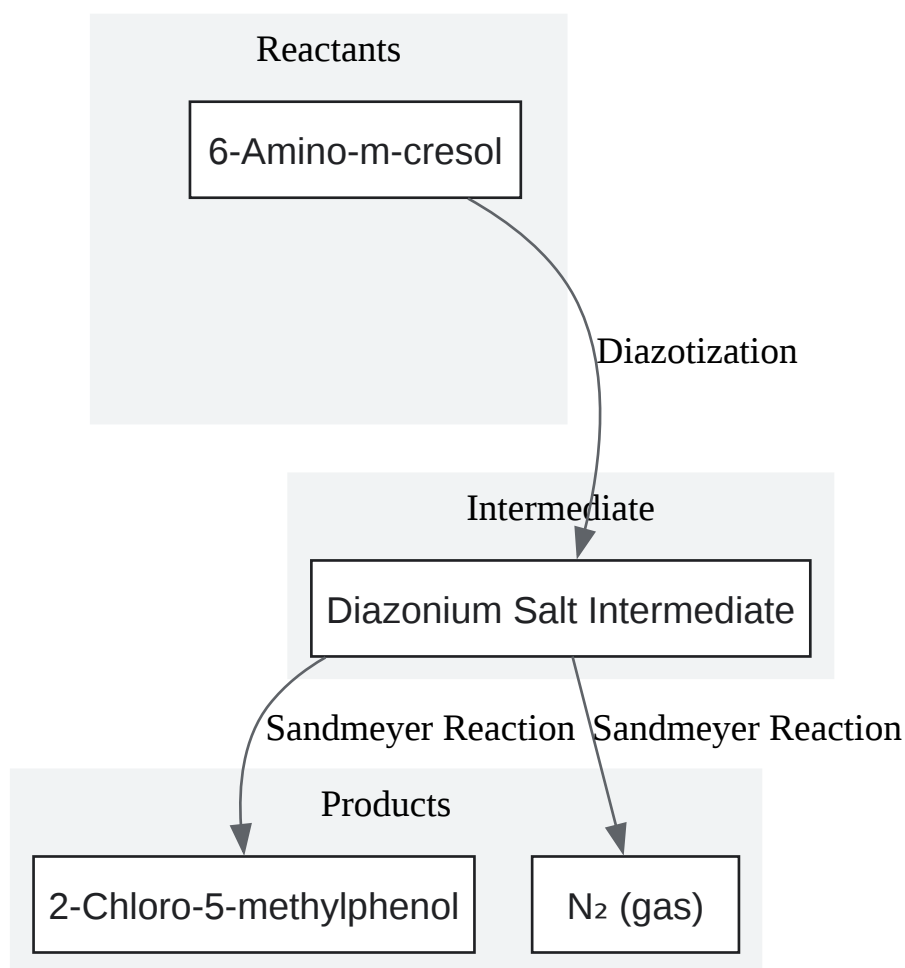 Reactants
6-Amino-m-cresol
Diazotization
Intermediate
Diazonium Salt Intermediate
Sandmeyer Reaction
Sandmeyer Reaction
Products
2-Chloro-5-methylphenol
N₂ (gas)